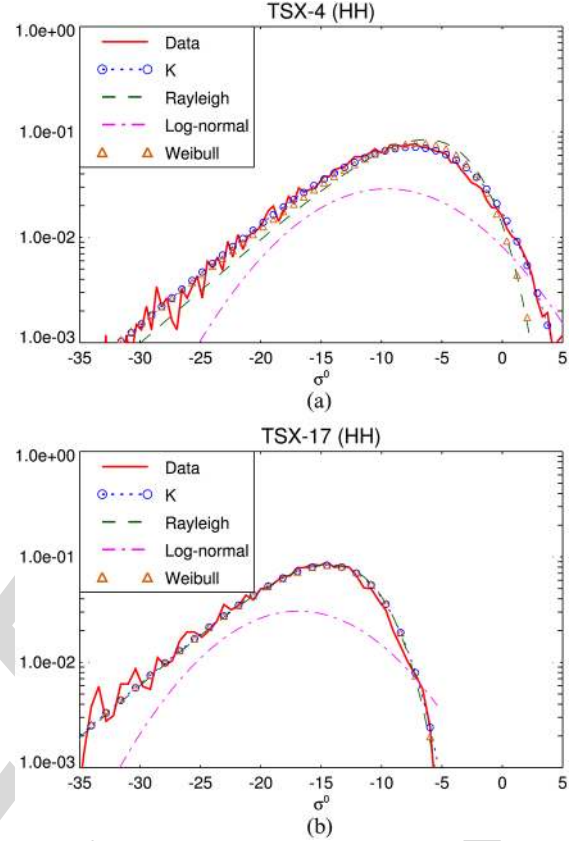 TSX-4 (HH)
1.0e+00
Data
K
Rayleigh
Log-normal
Weibull
1.0e-01
1.0e-02
1.0e-03
-35 -30 -25 -20 -15 -10 -5 0 5
σ⁰
(a)
TSX-17 (HH)
1.0e+00
Data
K
Rayleigh
Log-normal
Weibull
1.0e-01
1.0e-02
1.0e-03
-35 -30 -25 -20 -15 -10 -5 0 5
σ⁰
(b)